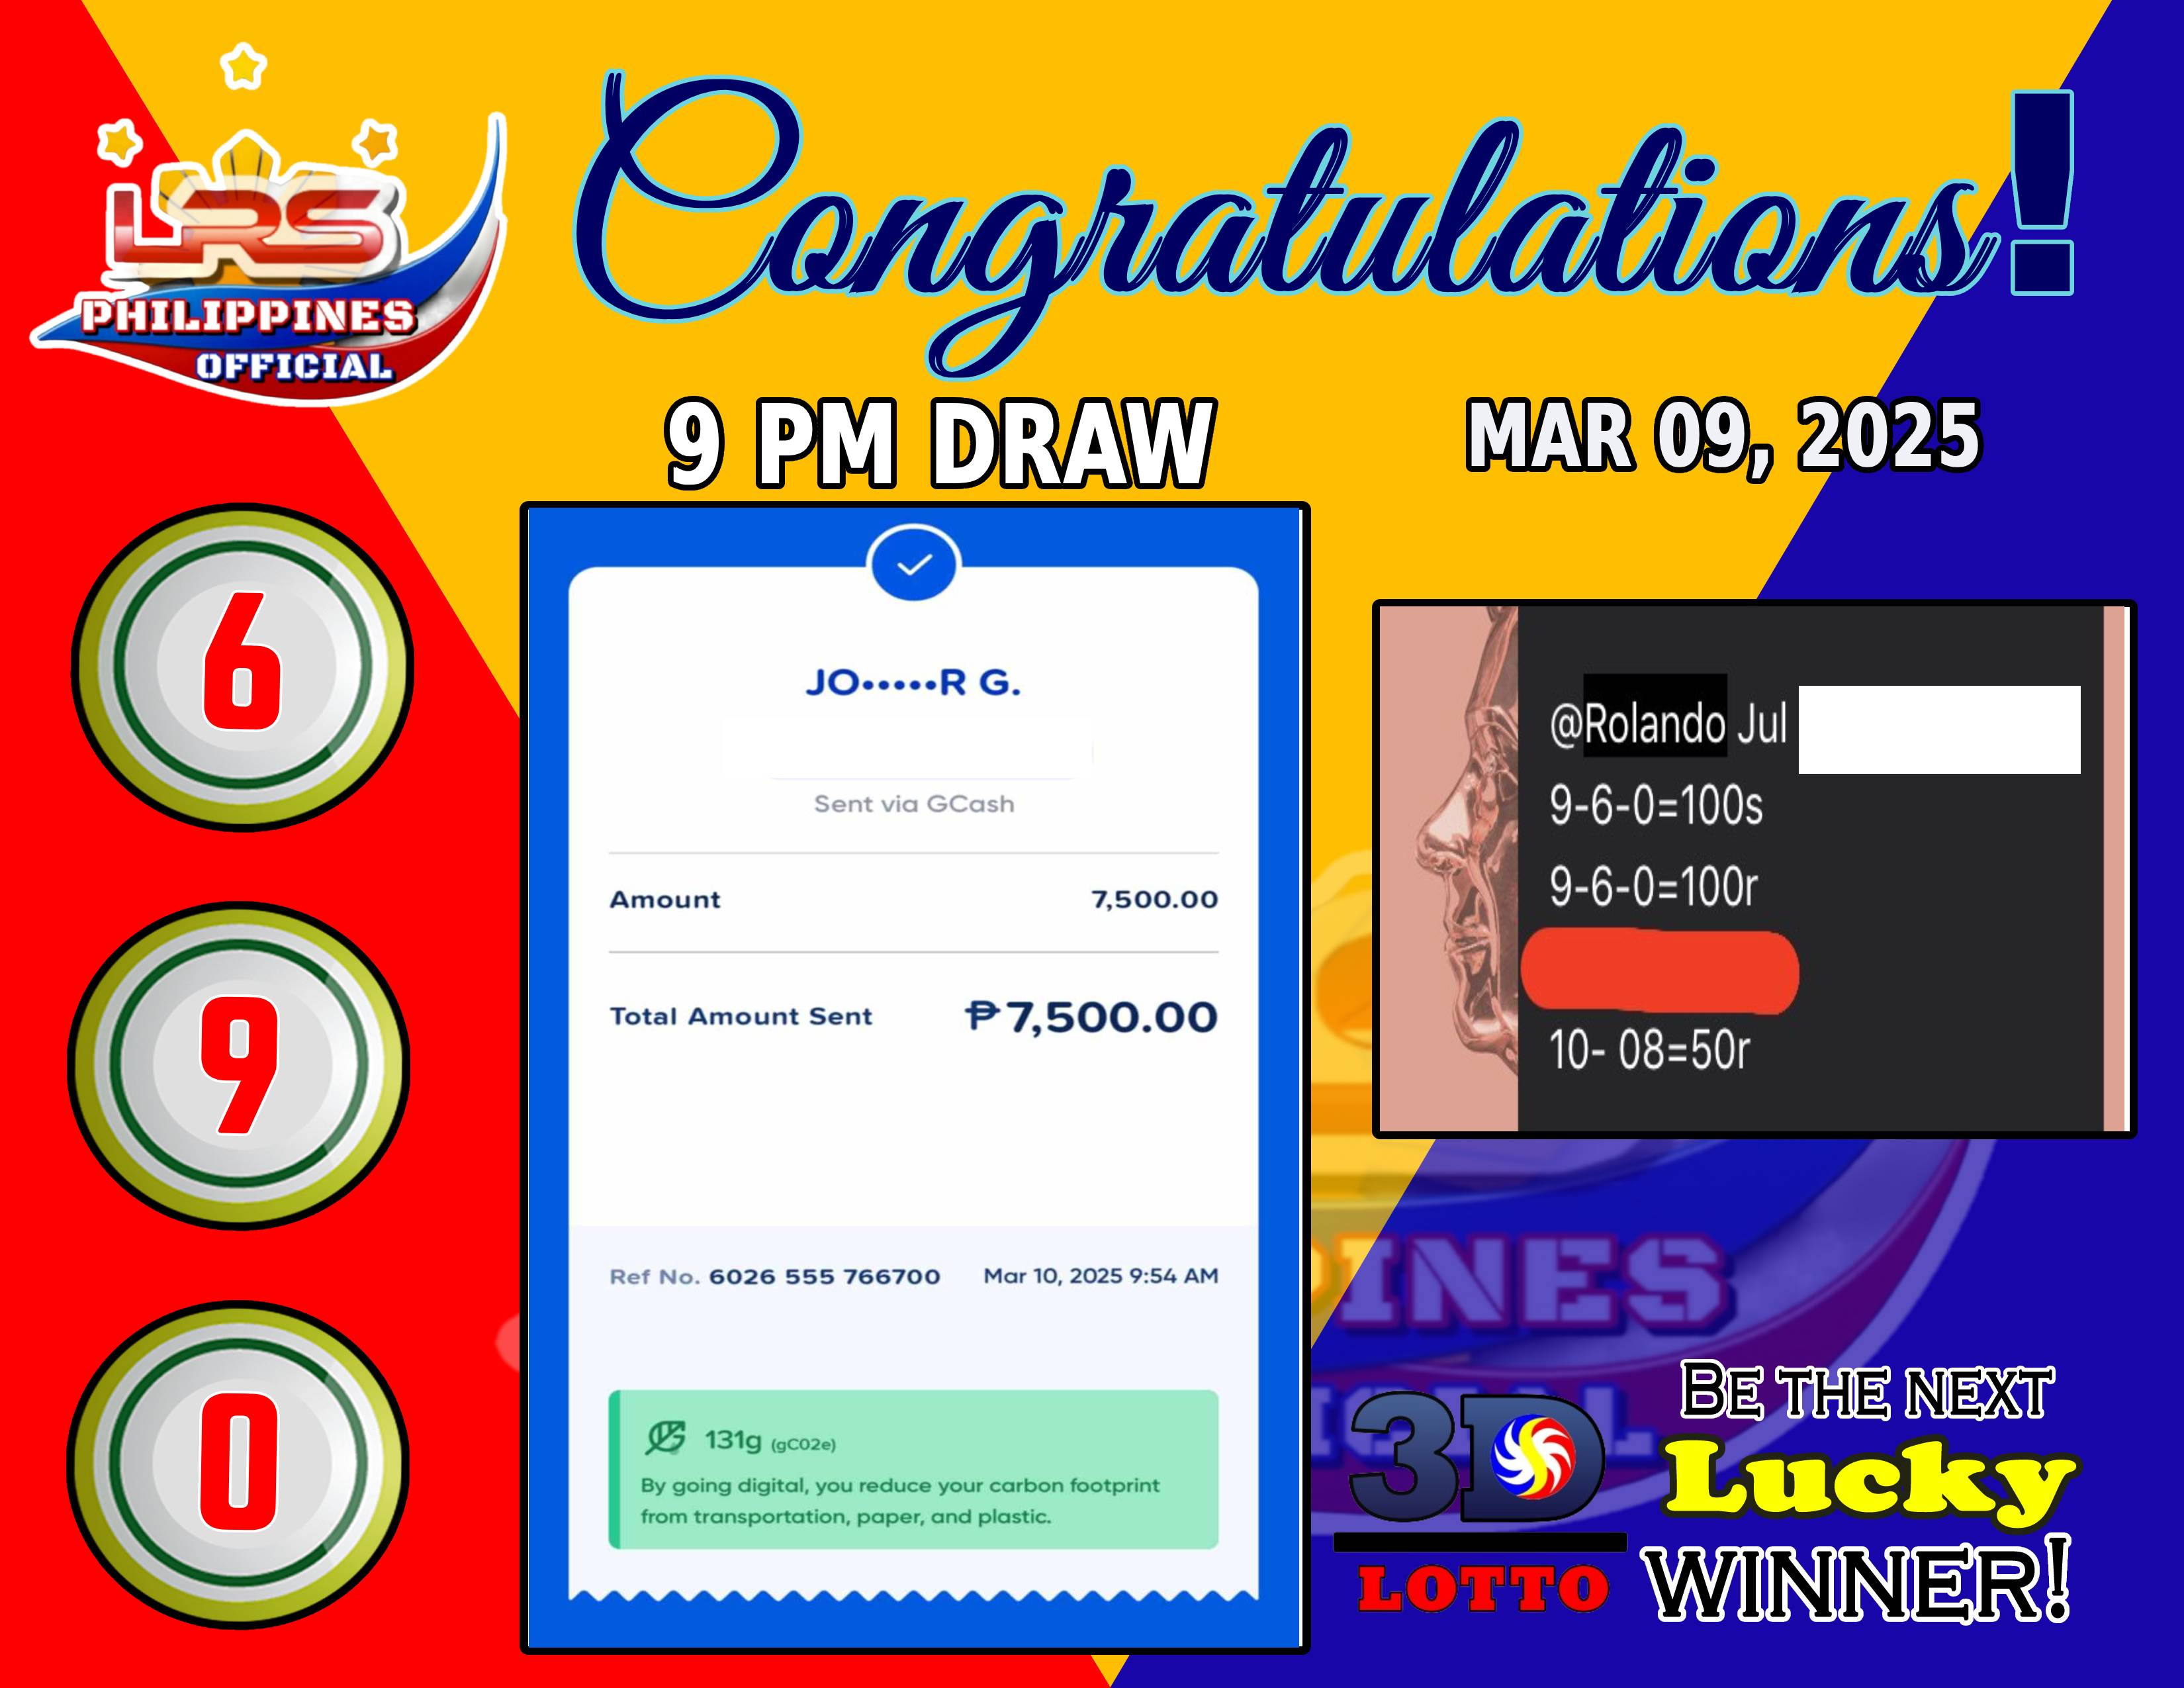 LRS
PHILIPPINES
OFFICIAL
Congratulations!
9 PM DRAW
MAR 09, 2025
6
9
0
JO•••••R G.
Sent via GCash
Amount 7,500.00
Total Amount Sent ₱7,500.00
Ref No. 6026 555 766700 Mar 10, 2025 9:54 AM
131g (gC02e)
By going digital, you reduce your carbon footprint
from transportation, paper, and plastic.
@Rolando Jul
9-6-0=100s
9-6-0=100r
10- 08=50r
PINES
ICIAL
3D
LOTTO
BE THE NEXT
Lucky
WINNER!